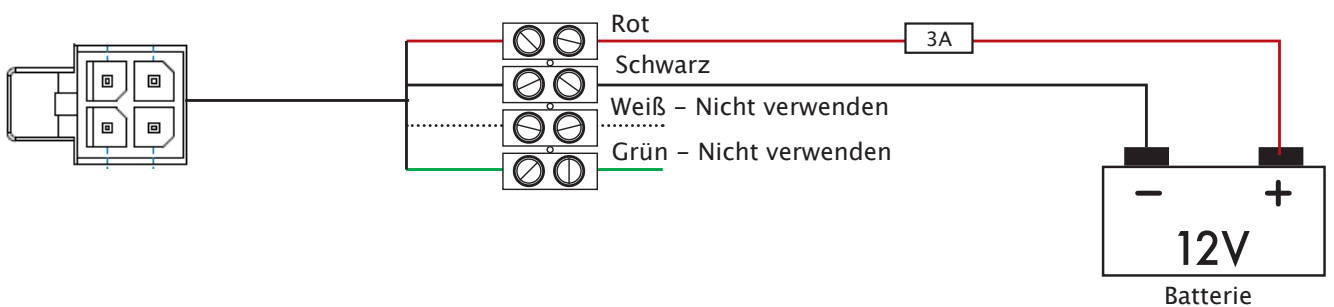 Rot
3A
Schwarz
Weiß – Nicht verwenden
Grün – Nicht verwenden
– +
12V
Batterie